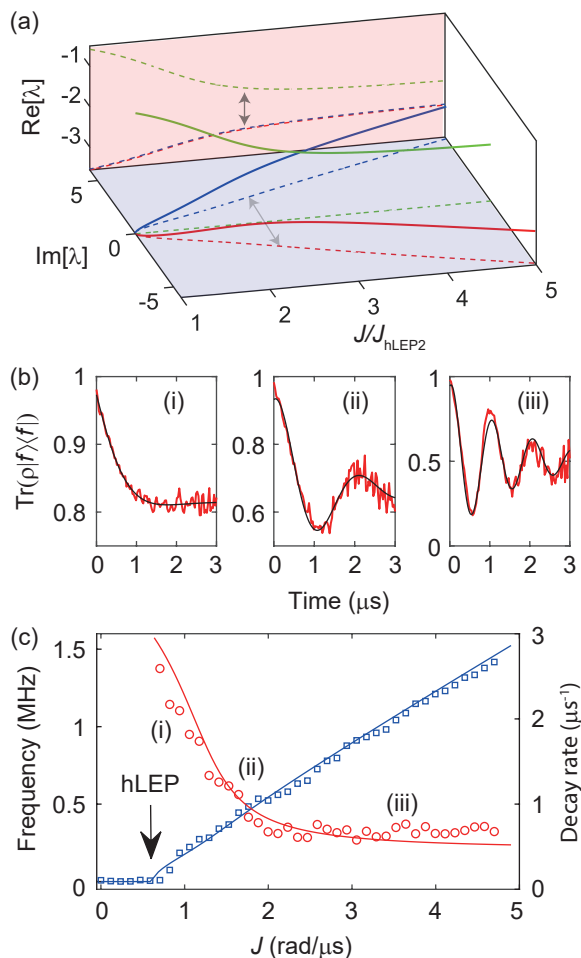 (a)
Re[λ]
-1
-2
-3
Im[λ]
5
0
-5
1
2
3
4
5
J/J_hLEP2
(b)
Tr(ρ|f⟩⟨f|)
(i)
1
0.9
0.8
0 1 2 3
(ii)
1
0.8
0.6
0 1 2 3
(iii)
1
0.5
0
0 1 2 3
Time (μs)
(c)
Frequency (MHz)
1.5
1
0.5
0
hLEP
(i)
(ii)
(iii)
3
2
1
0
Decay rate (μs⁻¹)
0 1 2 3 4 5
J (rad/μs)